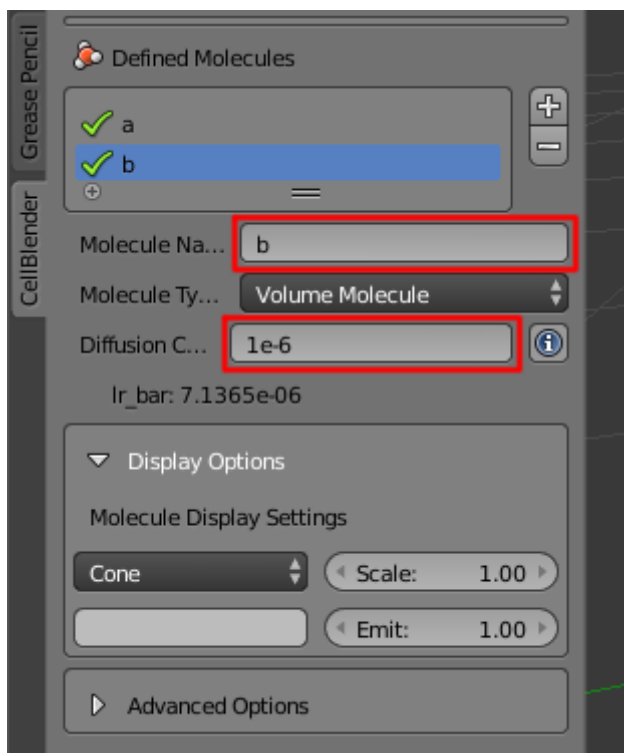 Grease Pencil
CellBlender
Defined Molecules
a
b
Molecule Na...
b
Molecule Ty...
Volume Molecule
Diffusion C...
1e-6
lr_bar: 7.1365e-06
Display Options
Molecule Display Settings
Cone
Scale: 1.00
Emit: 1.00
Advanced Options